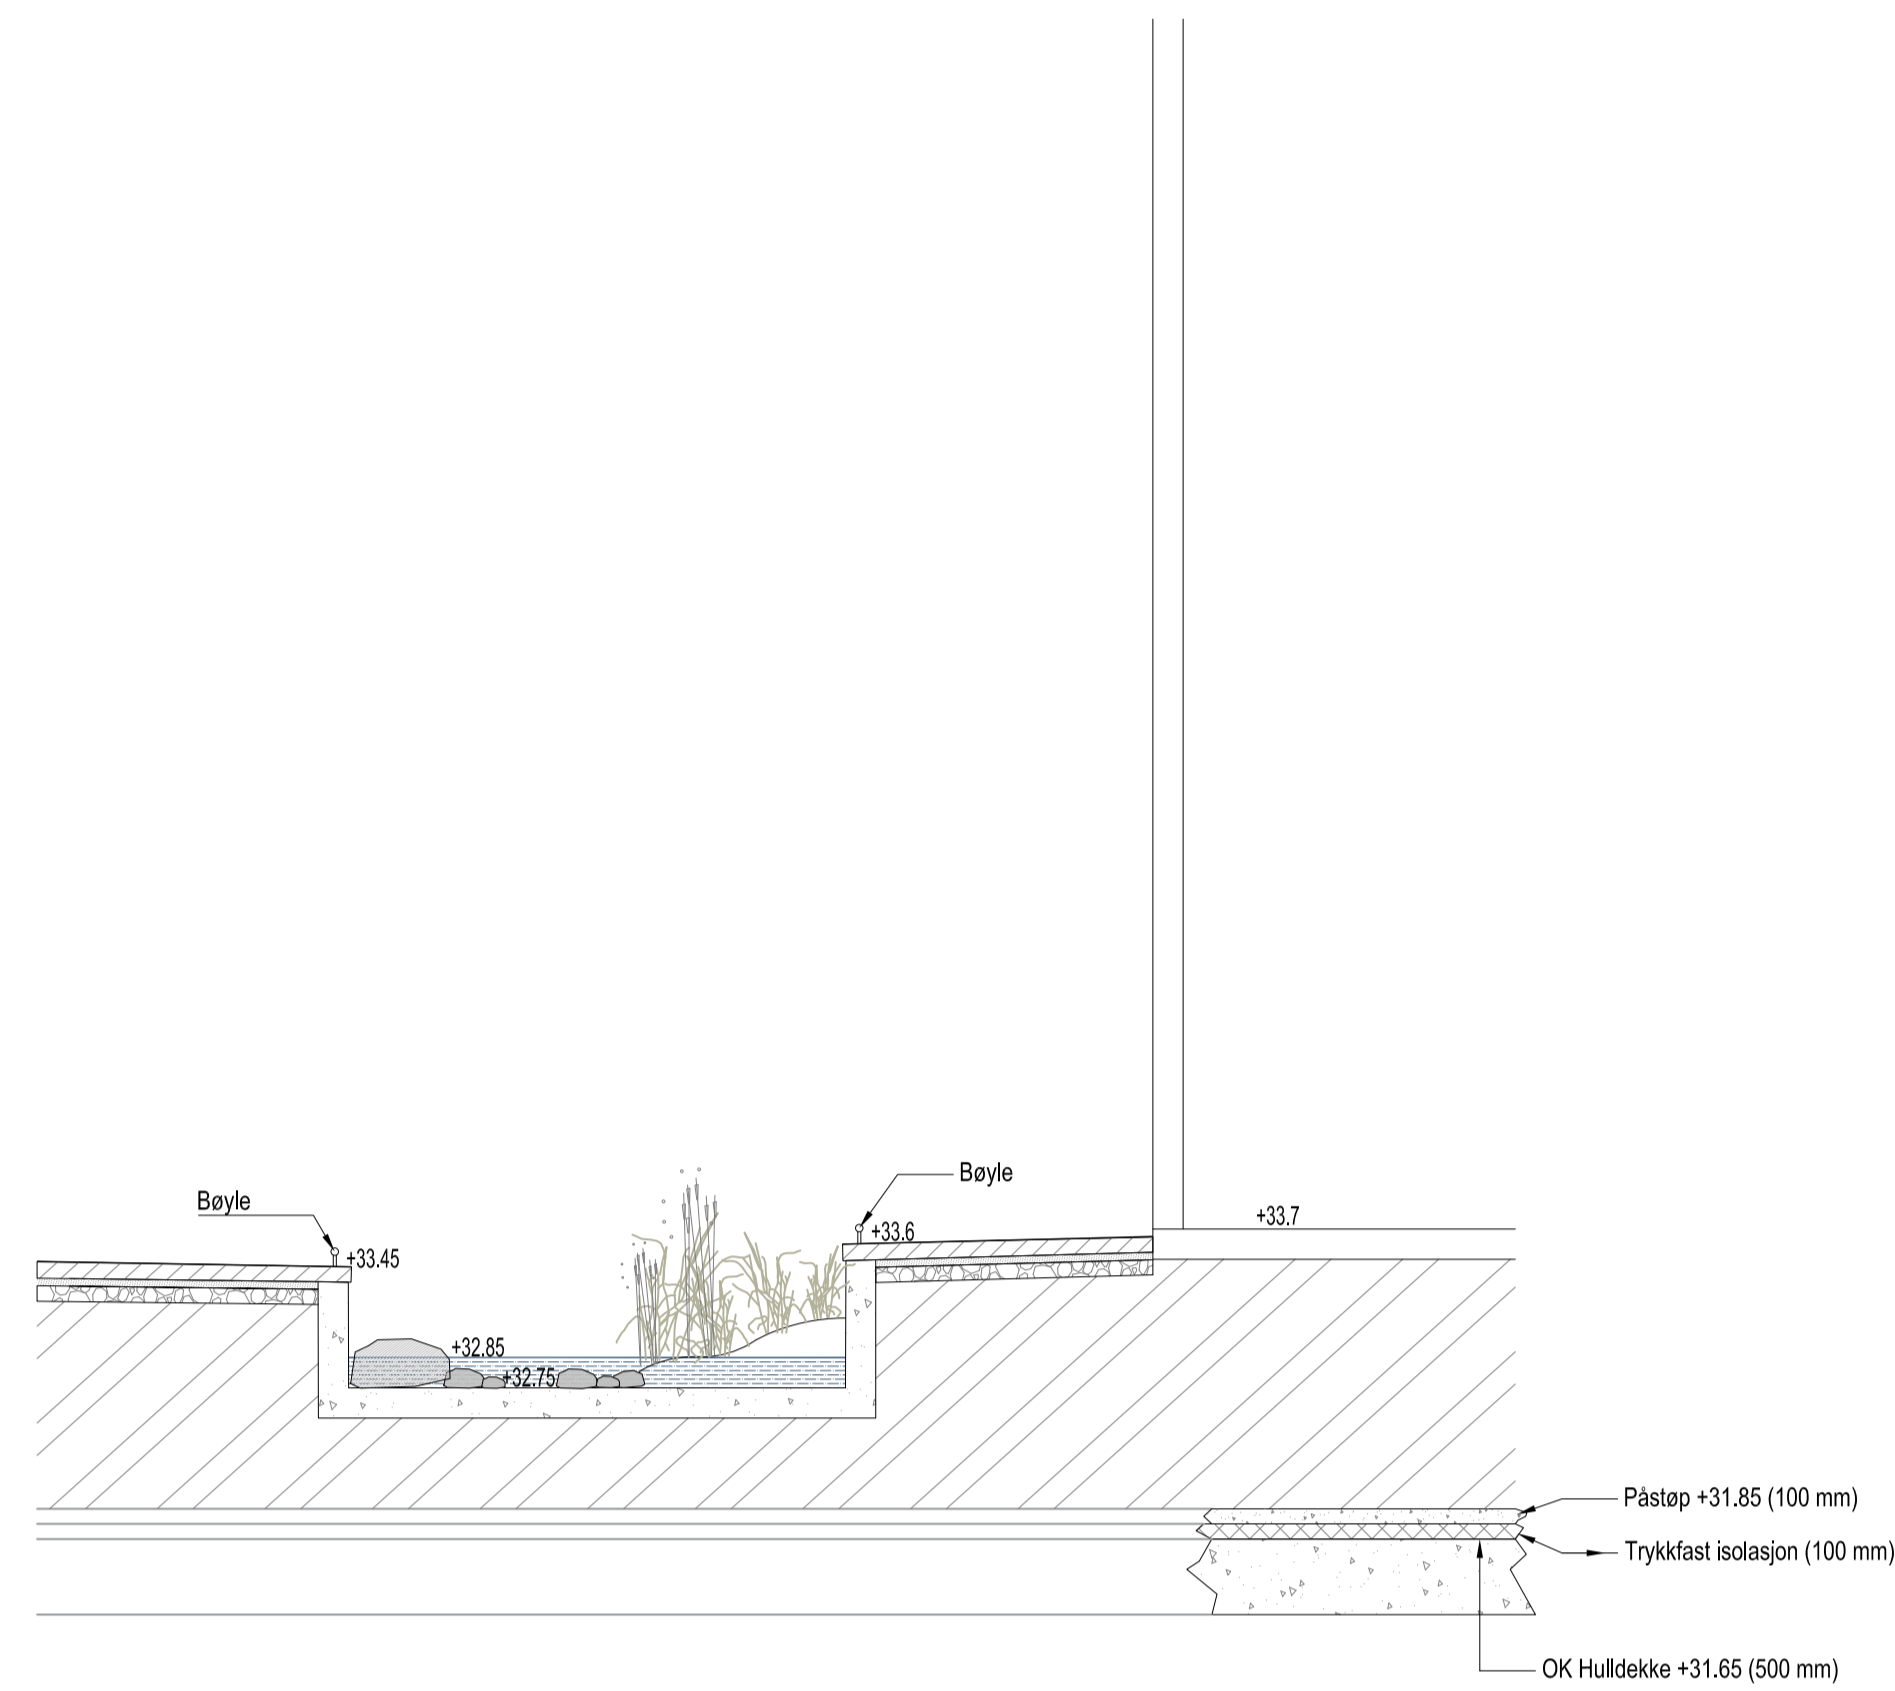 Bøyle
Bøyle
+33.45
+33.6
+33.7
+32.85
+32.75
Påstøp +31.85 (100 mm)
Trykkfast isolasjon (100 mm)
OK Hulldekke +31.65 (500 mm)